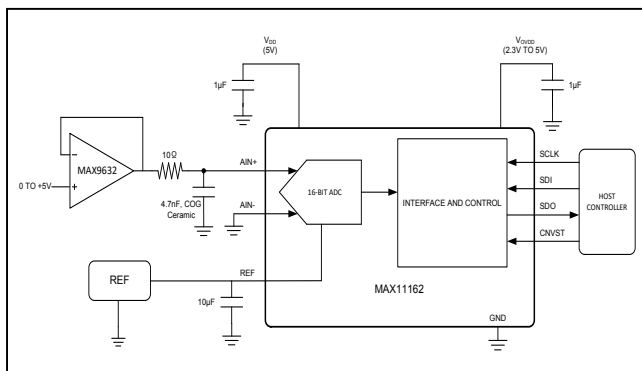 VDD
(5V)
VOVDD
(2.3V TO 5V)
1µF
1µF
MAX9632
10Ω
AIN+
0 TO +5V
4.7nF, COG
Ceramic
AIN-
16-BIT ADC
INTERFACE AND CONTROL
SCLK
SDI
SDO
CNVST
HOST
CONTROLLER
REF
REF
10µF
MAX11162
GND